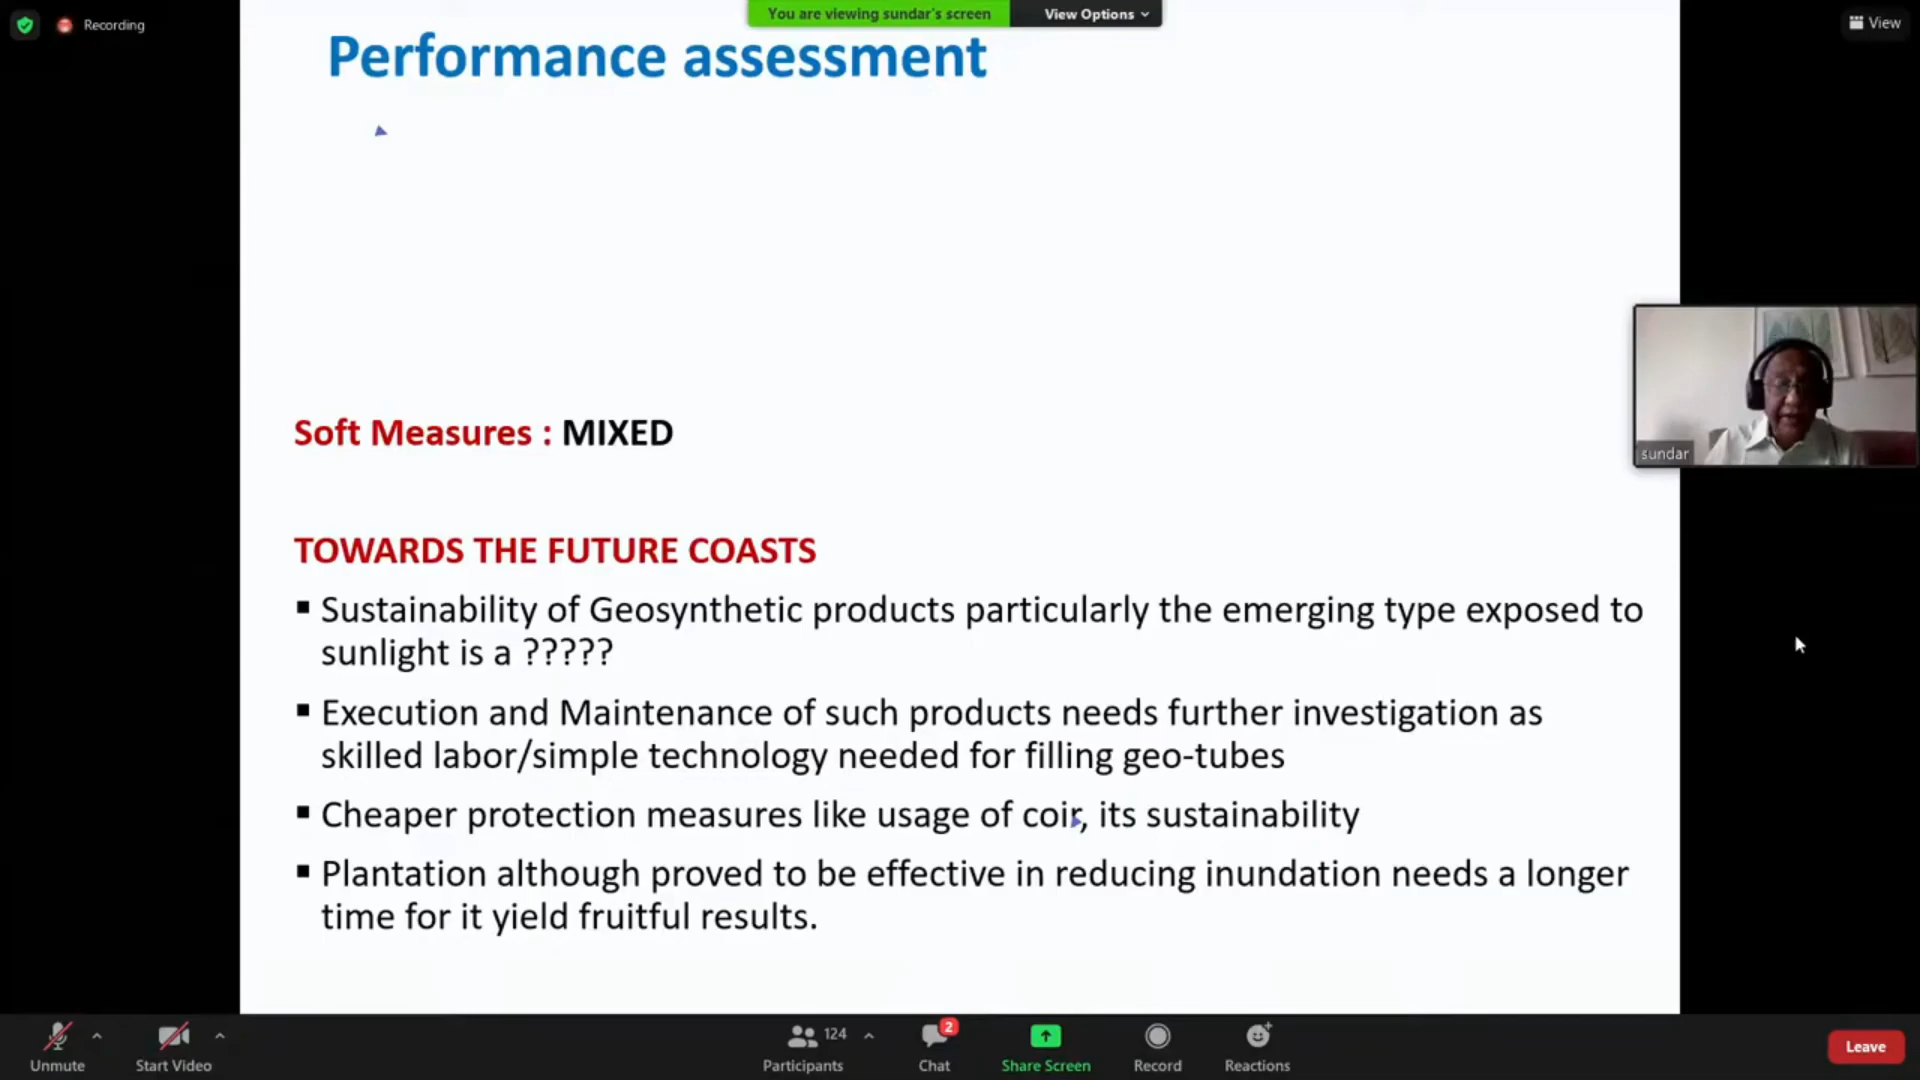 Recording
You are viewing sundar's screen
View Options
View
Performance assessment
Soft Measures : MIXED
sundar
TOWARDS THE FUTURE COASTS
Sustainability of Geosynthetic products particularly the emerging type exposed to
sunlight is a ?????
Execution and Maintenance of such products needs further investigation as
skilled labor/simple technology needed for filling geo-tubes
Cheaper protection measures like usage of coir, its sustainability
Plantation although proved to be effective in reducing inundation needs a longer
time for it yield fruitful results.
Unmute
Start Video
124
Participants
2
Chat
Share Screen
Record
Reactions
Leave